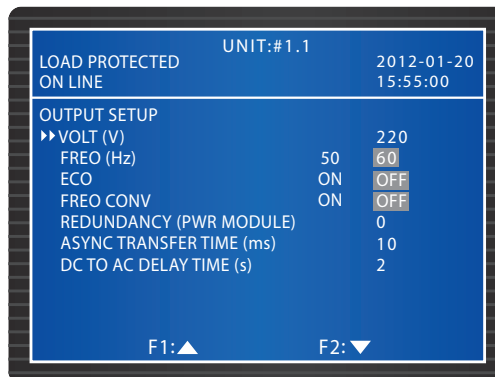 UNIT:#1.1
LOAD PROTECTED 2012-01-20
ON LINE 15:55:00
OUTPUT SETUP
VOLT (V) 220
FREO (Hz) 50 60
ECO ON OFF
FREO CONV ON OFF
REDUNDANCY (PWR MODULE) 0
ASYNC TRANSFER TIME (ms) 10
DC TO AC DELAY TIME (s) 2
F1:▲ F2:▼